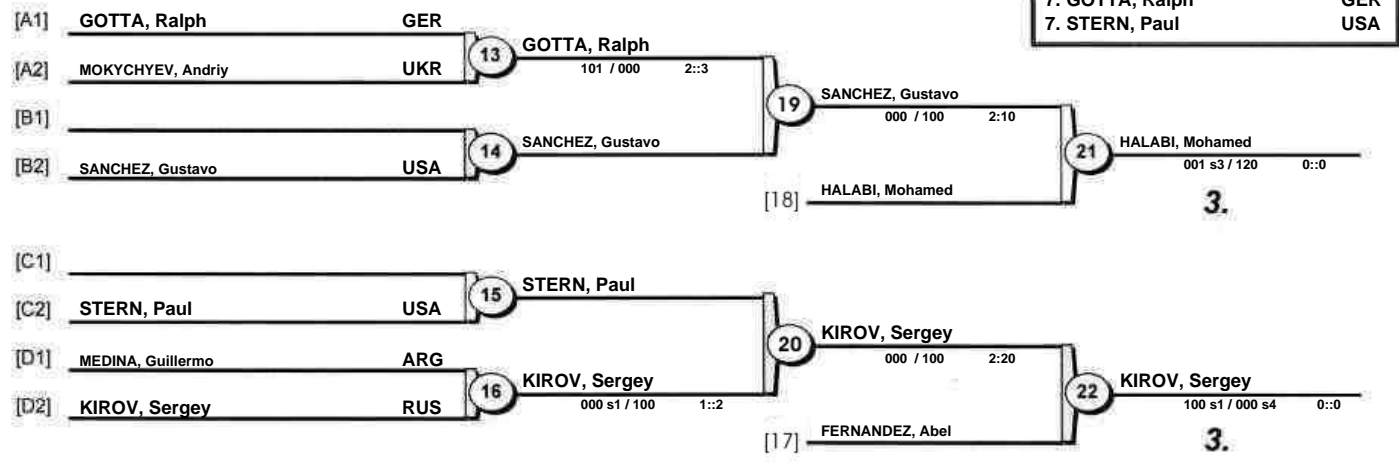 7. GOTTA, Ralph GER
7. STERN, Paul USA
[A1] GOTTA, Ralph GER
13 GOTTA, Ralph
101 / 000 2::3
[A2] MOKYCHYEV, Andriy UKR
19 SANCHEZ, Gustavo
000 / 100 2:10
[B1]
14 SANCHEZ, Gustavo
[B2] SANCHEZ, Gustavo USA
21 HALABI, Mohamed
001 s3 / 120 0::0
[18] HALABI, Mohamed
3.
[C1]
15 STERN, Paul
[C2] STERN, Paul USA
20 KIROV, Sergey
000 / 100 2:20
[D1] MEDINA, Guillermo ARG
16 KIROV, Sergey
000 s1 / 100 1::2
[D2] KIROV, Sergey RUS
22 KIROV, Sergey
100 s1 / 000 s4 0::0
[17] FERNANDEZ, Abel
3.